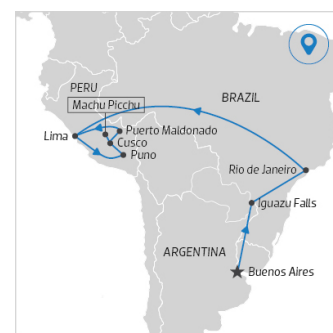 PERU
BRAZIL
Machu Picchu
Puerto Maldonado
Lima
Cusco
Puno
Rio de Janeiro
Iguazu Falls
ARGENTINA
Buenos Aires